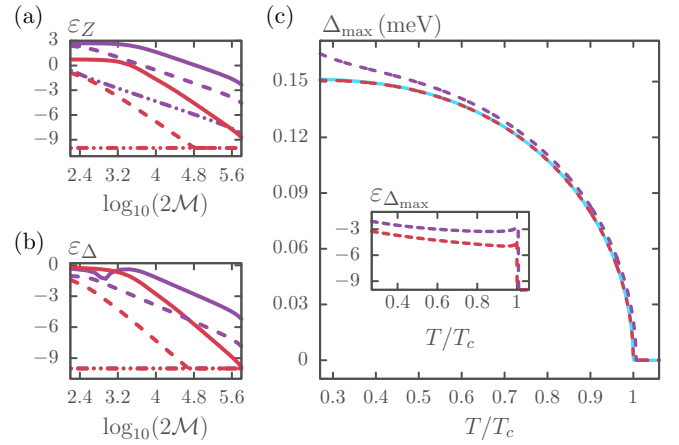 (a) ε_Z
3
0
−3
−6
−9
2.4 3.2 4 4.8 5.6
log₁₀(2ℳ)
(b) ε_Δ
0
−3
−6
−9
2.4 3.2 4 4.8 5.6
log₁₀(2ℳ)
(c) Δ_max (meV)
0.15
0.12
0.09
0.06
0.03
0
0.3 0.4 0.5 0.6 0.7 0.8 0.9 1
T/T_c
ε_Δmax
−3
−6
−9
0.4 0.6 0.8 1
T/T_c